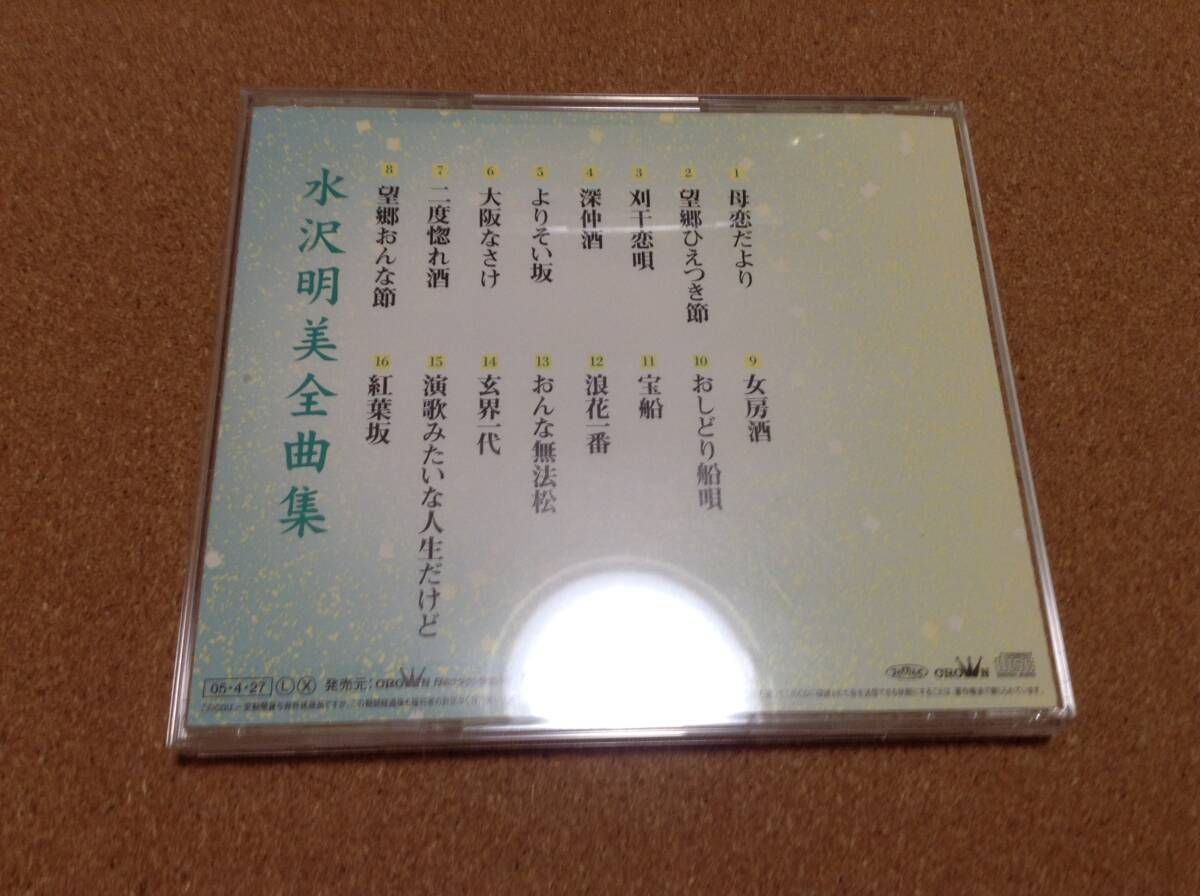 1 母恋だより
2 望郷ひえつき節
3 刈干恋唄
4 深仲酒
5 よりそい坂
6 大阪なさけ
7 二度惚れ酒
8 望郷おんな節
9 女房酒
10 おしどり船唄
11 宝船
12 浪花一番
13 おんな無法松
14 玄界一代
15 演歌みたいな人生だけど
16 紅葉坂
水沢明美全曲集
05・4・27 L X 発売元:CROWN
CROWN